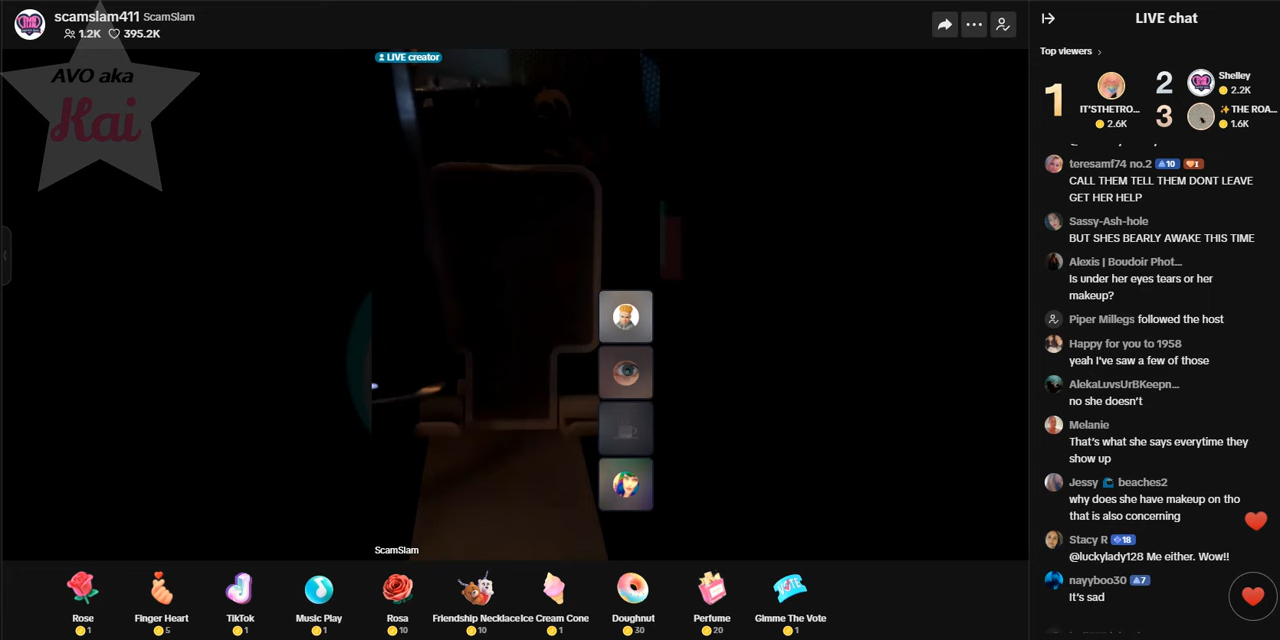 scamslam411 ScamSlam
1.2K 395.2K
AVO aka
Kai
LIVE creator
ScamSlam
Rose
1
Finger Heart
5
TikTok
1
Music Play
1
Rosa
10
Friendship Necklace
10
Ice Cream Cone
1
Doughnut
30
Perfume
20
Gimme The Vote
1
LIVE chat
Top viewers
1
IT'STHETRO...
2.6K
2
Shelley
2.2K
3
✨THE ROA...
1.6K
teresamf74 no.2 10 I
CALL THEM TELL THEM DONT LEAVE
GET HER HELP
Sassy-Ash-hole
BUT SHES BEARLY AWAKE THIS TIME
Alexis | Boudoir Phot...
Is under her eyes tears or her
makeup?
Piper Millegs followed the host
Happy for you to 1958
yeah I've saw a few of those
AlekaLuvsUrBKeepn...
no she doesn't
Melanie
That's what she says everytime they
show up
Jessy 🌊 beaches2
why does she have makeup on tho
that is also concerning
Stacy R 18
@luckylady128 Me either. Wow!!
nayyboo30 7
It's sad